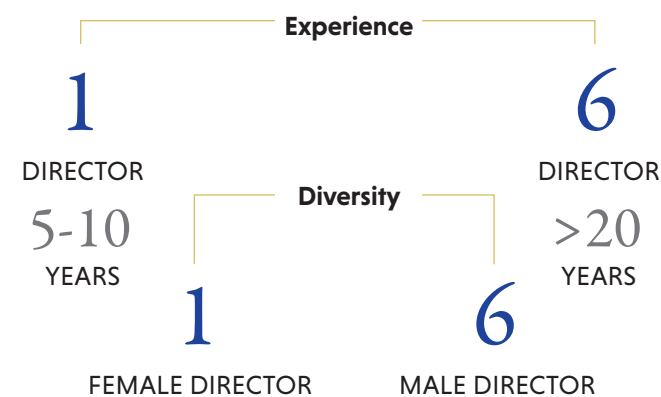 Experience
1
DIRECTOR
5-10
YEARS
6
DIRECTOR
>20
YEARS
Diversity
1
FEMALE DIRECTOR
6
MALE DIRECTOR